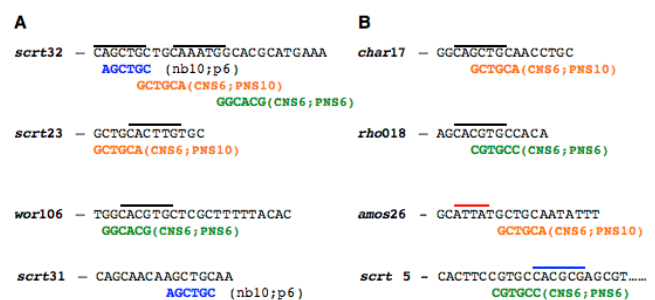 A
scrt32 – CAGCTGCTGCAAATGGCACGCATGAAA
AGCTGC (nb10;p6)
GCTGCA(CNS6;PNS10)
GGCACG(CNS6;PNS6)
scrt23 – GCTGCACTTGTGC
GCTGCA(CNS6;PNS10)
wor106 – TGGCACGTGCTCGCTTTTTACAC
GGCACG(CNS6;PNS6)
scrt31 – CAGCAACAAGCTGCAA
AGCTGC (nb10;p6)
B
char17 – GGCAGCTGCAACCTGC
GCTGCA(CNS6;PNS10)
rho018 – AGCACGTGCCACA
CGTGCC(CNS6;PNS6)
amos26 - GCATTATGCTGCAATATTT
GCTGCA(CNS6;PNS10)
scrt 5 - CACTTCCGTGCCACGCGAGCGT……
CGTGCC(CNS6;PNS6)